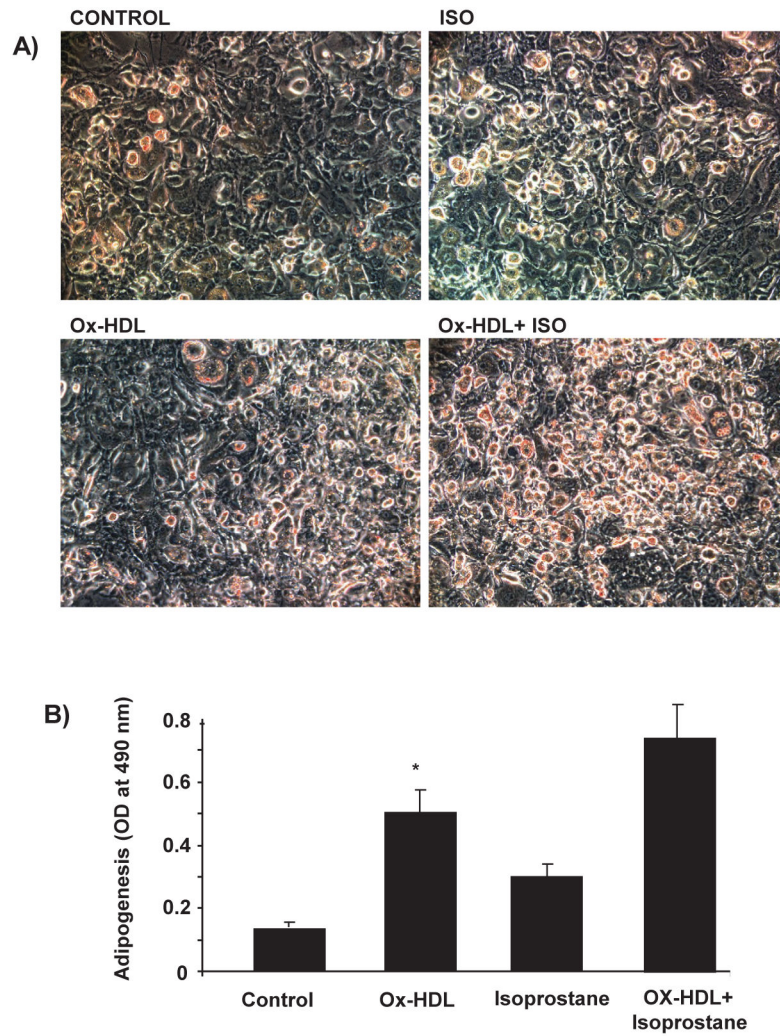 CONTROL
ISO
A)
Ox-HDL
Ox-HDL+ ISO
B)
Adipogenesis (OD at 490 nm)
0.8
0.6
0.4
0.2
0
*
Control
Ox-HDL
Isoprostane
OX-HDL+
Isoprostane